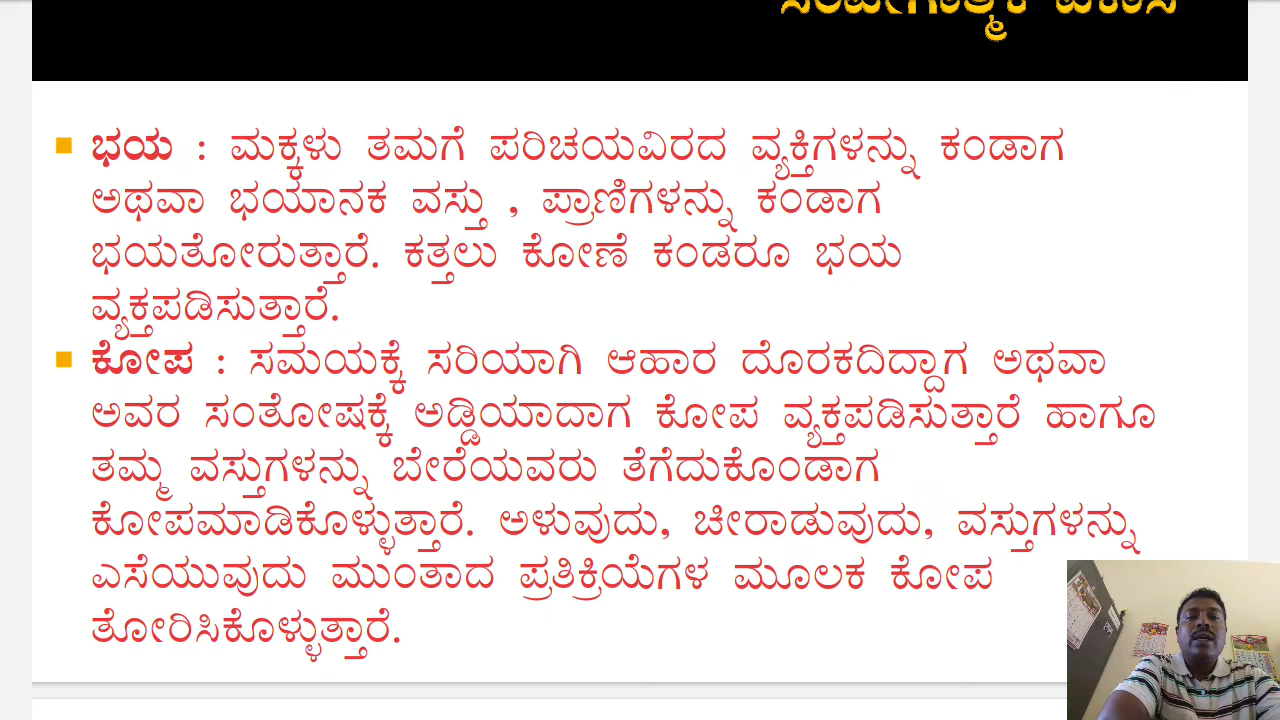 ಸಂವೇಗಾತ್ಮಕ ವಿಕಾಸ
ಭಯ : ಮಕ್ಕಳು ತಮಗೆ ಪರಿಚಯವಿರದ ವ್ಯಕ್ತಿಗಳನ್ನು ಕಂಡಾಗ
ಅಥವಾ ಭಯಾನಕ ವಸ್ತು , ಪ್ರಾಣಿಗಳನ್ನು ಕಂಡಾಗ
ಭಯತೋರುತ್ತಾರೆ. ಕತ್ತಲು ಕೋಣೆ ಕಂಡರೂ ಭಯ
ವ್ಯಕ್ತಪಡಿಸುತ್ತಾರೆ.
ಕೋಪ : ಸಮಯಕ್ಕೆ ಸರಿಯಾಗಿ ಆಹಾರ ದೊರಕದಿದ್ದಾಗ ಅಥವಾ
ಅವರ ಸಂತೋಷಕ್ಕೆ ಅಡ್ಡಿಯಾದಾಗ ಕೋಪ ವ್ಯಕ್ತಪಡಿಸುತ್ತಾರೆ ಹಾಗೂ
ತಮ್ಮ ವಸ್ತುಗಳನ್ನು ಬೇರೆಯವರು ತೆಗೆದುಕೊಂಡಾಗ
ಕೋಪಮಾಡಿಕೊಳ್ಳುತ್ತಾರೆ. ಅಳುವುದು, ಚೀರಾಡುವುದು, ವಸ್ತುಗಳನ್ನು
ಎಸೆಯುವುದು ಮುಂತಾದ ಪ್ರತಿಕ್ರಿಯೆಗಳ ಮೂಲಕ ಕೋಪ
ತೋರಿಸಿಕೊಳ್ಳುತ್ತಾರೆ.